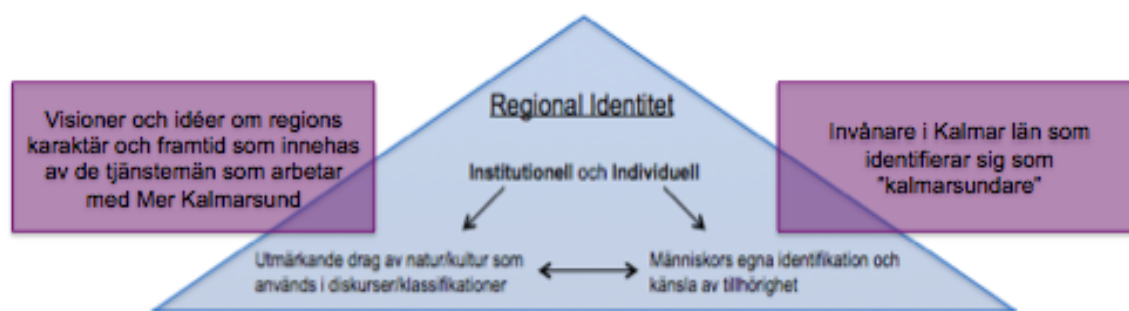 Regional Identitet
Visioner och idéer om regions
karaktär och framtid som innehas
av de tjänstemän som arbetar
med Mer Kalmarsund
Invånare i Kalmar län som
identifierar sig som
"kalmarsundare"
Institutionell och Individuell
Utmärkande drag av natur/kultur som
används i diskurser/klassifikationer
Människors egna identifikation och
känsla av tillhörighet